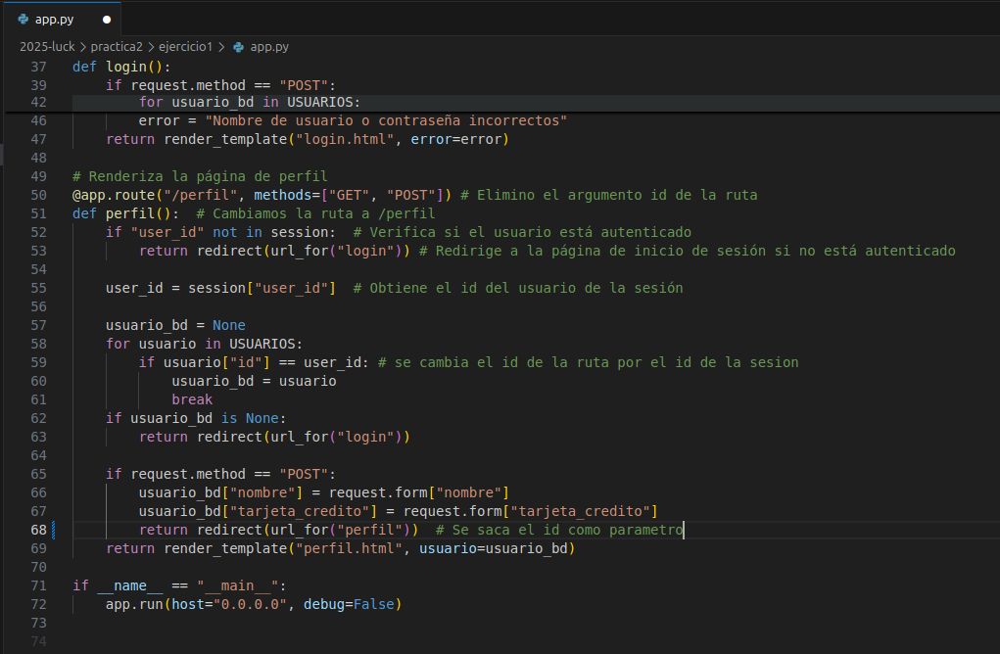 app.py
2025-luck > practica2 > ejercicio1 > app.py
37 def login():
39     if request.method == "POST":
42         for usuario_bd in USUARIOS:
46         error = "Nombre de usuario o contraseña incorrectos"
47     return render_template("login.html", error=error)
48
49 # Renderiza la página de perfil
50 @app.route("/perfil", methods=["GET", "POST"]) # Elimino el argumento id de la ruta
51 def perfil():  # Cambiamos la ruta a /perfil
52     if "user_id" not in session:  # Verifica si el usuario está autenticado
53         return redirect(url_for("login")) # Redirige a la página de inicio de sesión si no está autenticado
54
55     user_id = session["user_id"]  # Obtiene el id del usuario de la sesión
56
57     usuario_bd = None
58     for usuario in USUARIOS:
59         if usuario["id"] == user_id: # se cambia el id de la ruta por el id de la sesion
60             usuario_bd = usuario
61             break
62     if usuario_bd is None:
63         return redirect(url_for("login"))
64
65     if request.method == "POST":
66         usuario_bd["nombre"] = request.form["nombre"]
67         usuario_bd["tarjeta_credito"] = request.form["tarjeta_credito"]
68         return redirect(url_for("perfil"))  # Se saca el id como parametro
69     return render_template("perfil.html", usuario=usuario_bd)
70
71 if __name__ == "__main__":
72     app.run(host="0.0.0.0", debug=False)
73
74